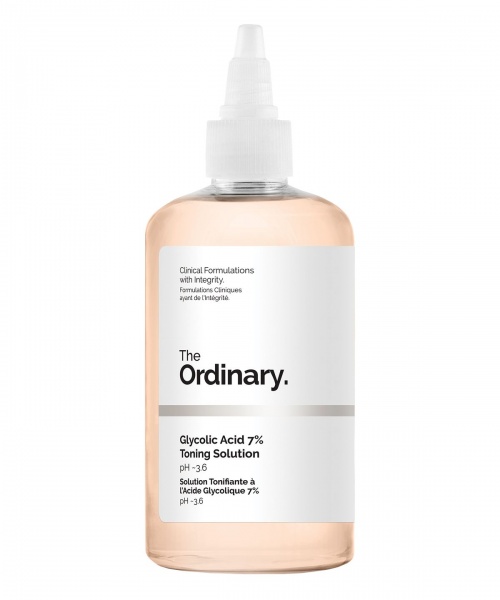 Clinical Formulations
with Integrity.
Formulations Cliniques
ayant de l'Intégrité.
The
Ordinary.
Glycolic Acid 7%
Toning Solution
pH ~3.6
Solution Tonifiante à
l'Acide Glycolique 7%
pH ~3.6